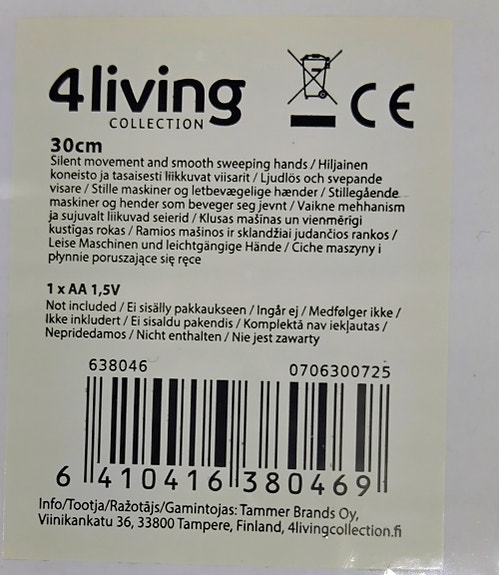 4living
COLLECTION
CE
30cm
Silent movement and smooth sweeping hands / Hiljainen
koneisto ja tasaisesti liikkuvat viisarit / Ljudlös och svepande
visare / Stille maskiner og letbevægelige hænder / Stillegående
maskiner og hender som beveger seg jevnt / Vaikne mehhanism
ja sujuvalt liikuvad seierid / Klusas mašīnas un vienmērīgi
kustīgas rokas / Ramios mašinos ir sklandžiai judančios rankos /
Leise Maschinen und leichtgängige Hände / Ciche maszyny i
płynnie poruszające się ręce
1 x AA 1,5V
Not included / Ei sisälly pakkaukseen / Ingår ej / Medfølger ikke /
Ikke inkludert / Ei sisaldu pakendis / Komplektā nav iekļautas /
Nepridedamos / Nicht enthalten / Nie jest zawarty
638046 0706300725
6 410416 380469
Info/Tootja/Ražotājs/Gamintojas: Tammer Brands Oy,
Viinikankatu 36, 33800 Tampere, Finland, 4livingcollection.fi